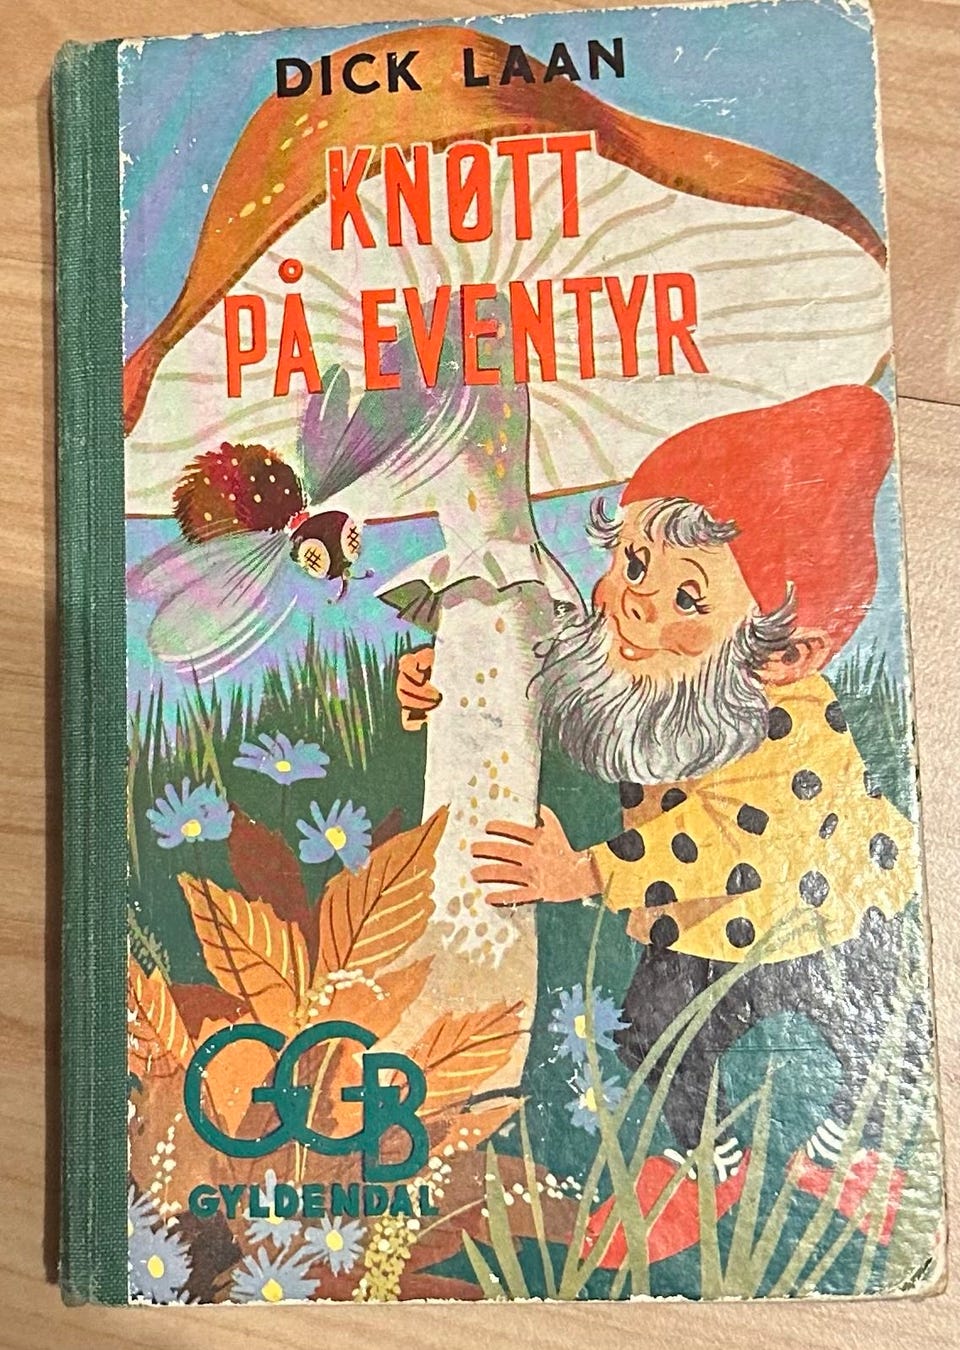 DICK LAAN
KNØTT
PÅ EVENTYR
GGB
GYLDENDAL